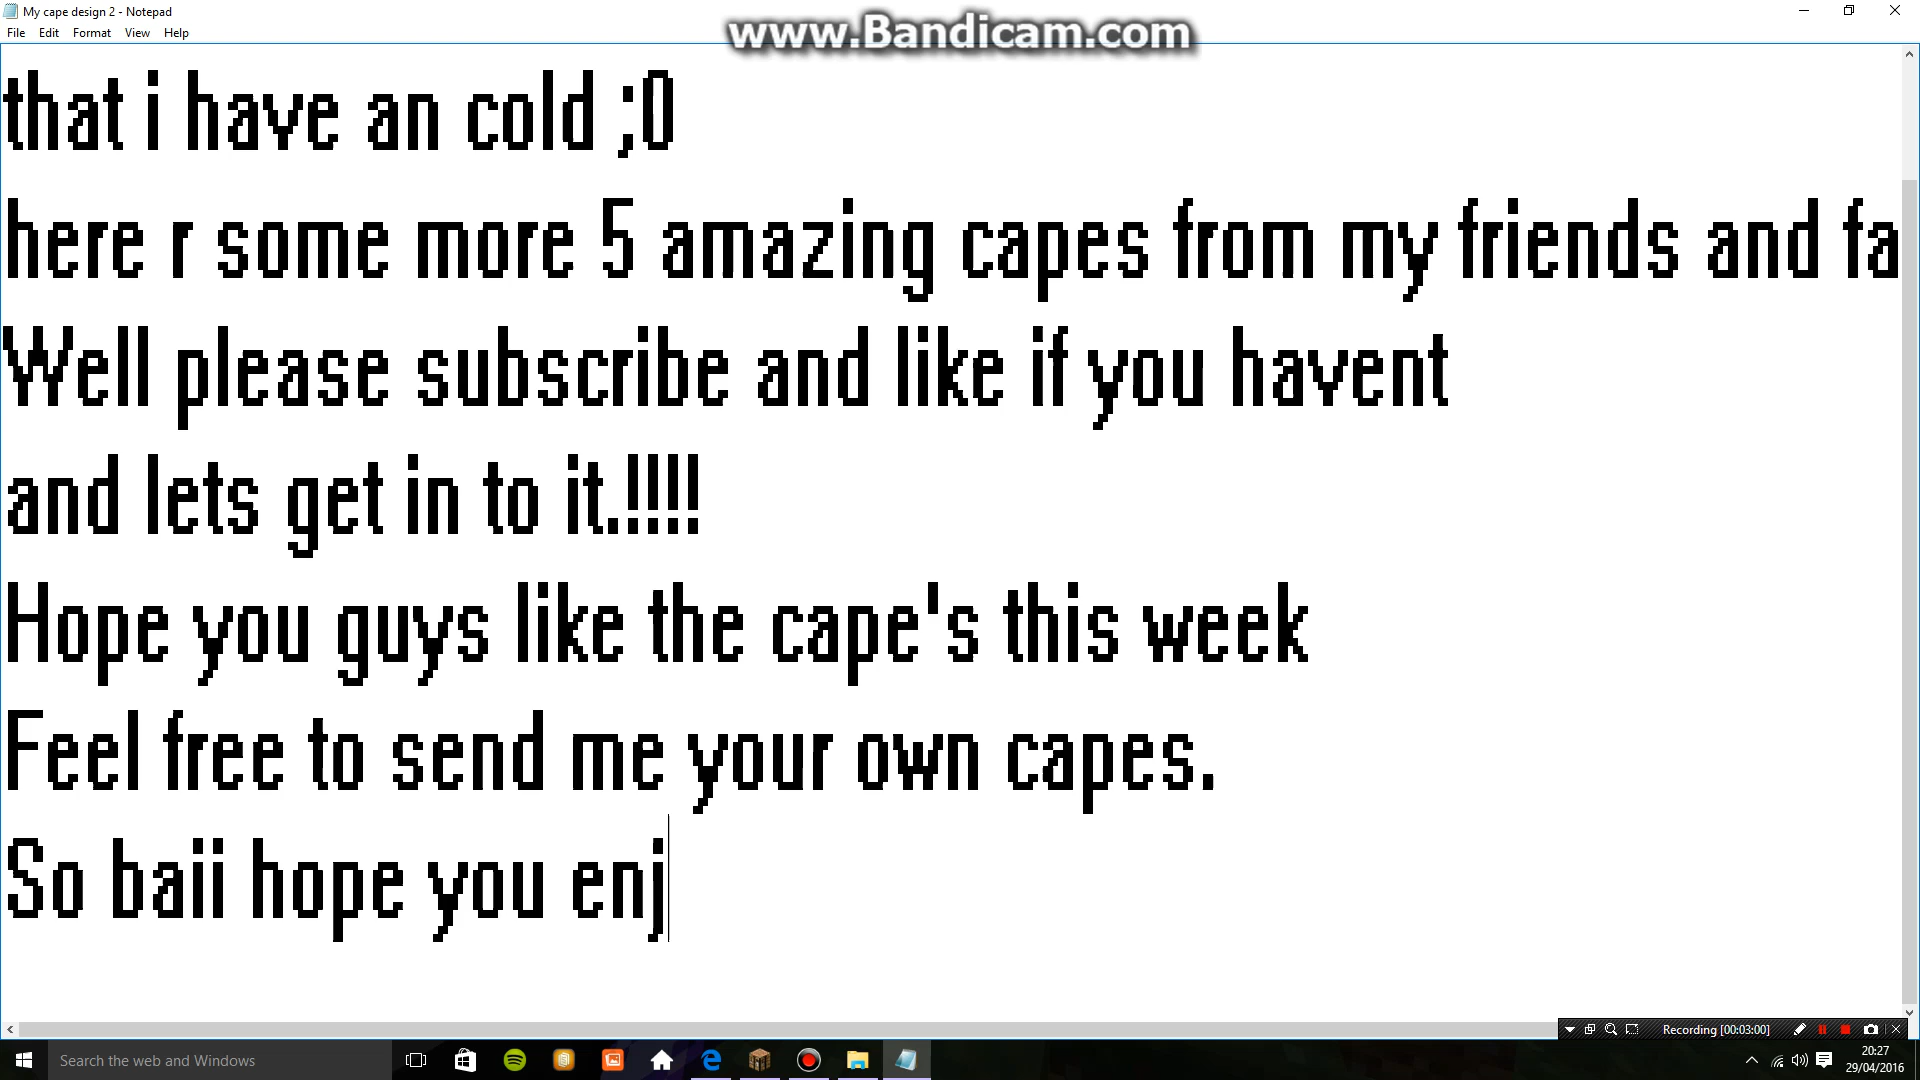 My cape design 2 - Notepad
www.Bandicam.com
File Edit Format View Help
that i have an cold ;0
here r some more 5 amazing capes from my friends and fa
Well please subscribe and like if you havent
and lets get in to it.!!!!
Hope you guys like the cape's this week
Feel free to send me your own capes.
So baii hope you enj
Recording [00:03:00]
Search the web and Windows
20:27
29/04/2016